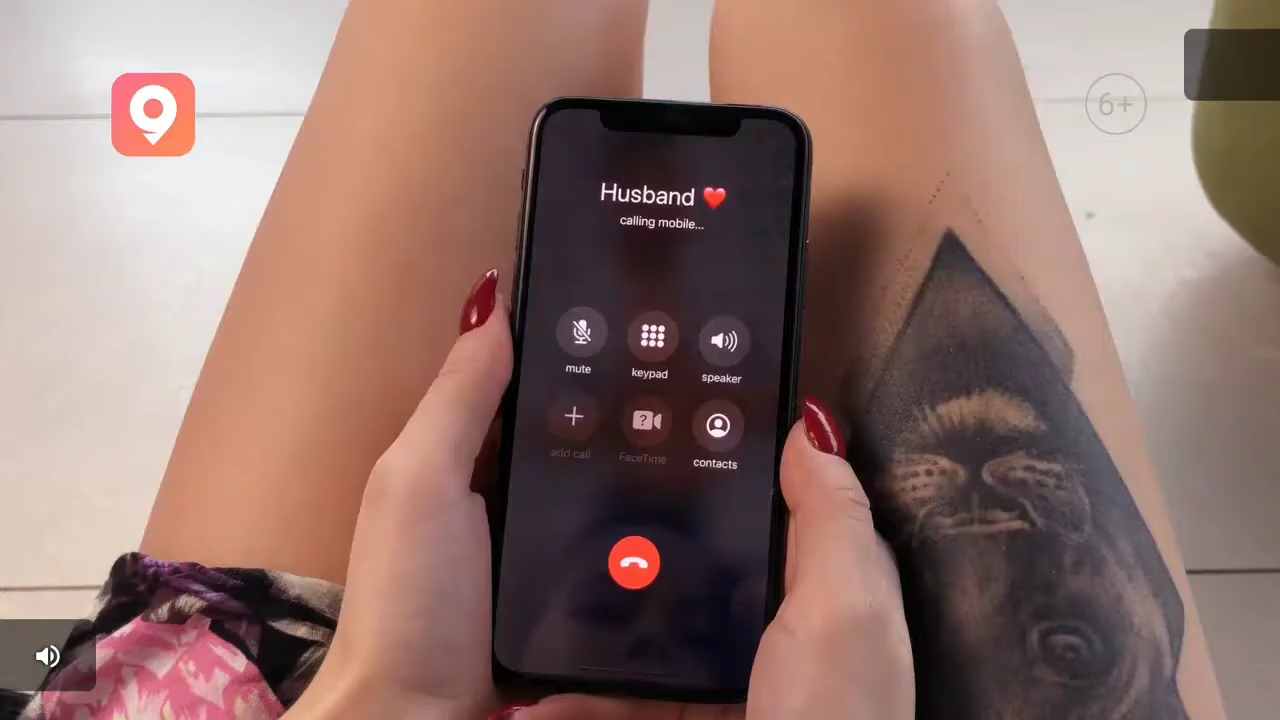 6+
Husband ❤️
calling mobile...
mute keypad speaker
add call FaceTime contacts